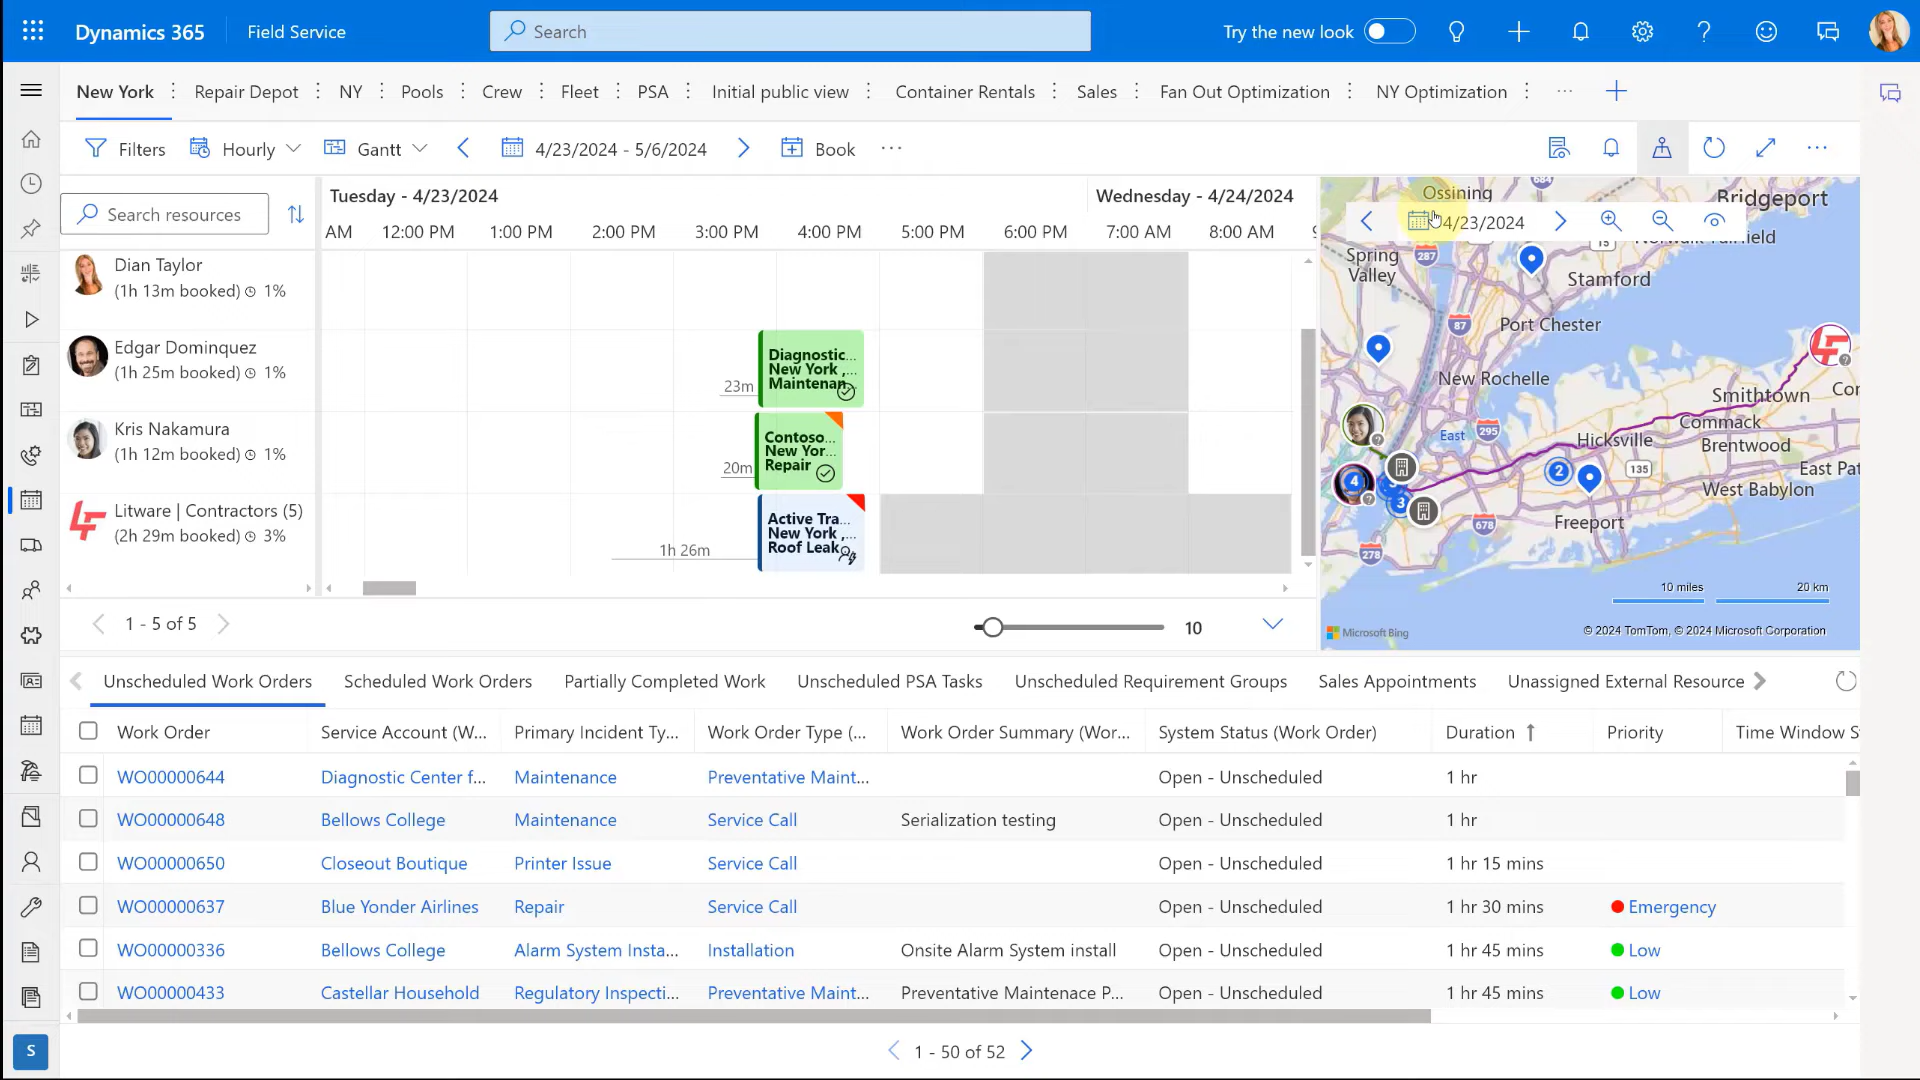 Dynamics 365
Field Service
Search
Try the new look
New York
Repair Depot
NY
Pools
Crew
Fleet
PSA
Initial public view
Container Rentals
Sales
Fan Out Optimization
NY Optimization
Filters
Hourly
Gantt
4/23/2024 - 5/6/2024
Book
Search resources
Tuesday - 4/23/2024
Wednesday - 4/24/2024
AM 12:00 PM 1:00 PM 2:00 PM 3:00 PM 4:00 PM 5:00 PM 6:00 PM 7:00 AM 8:00 AM
Dian Taylor
(1h 13m booked) 1%
Edgar Dominquez
(1h 25m booked) 1%
23m
Diagnostic...
New York ,...
Maintenan...
Kris Nakamura
(1h 12m booked) 1%
20m
Contoso...
New Yor...
Repair
Litware | Contractors (5)
(2h 29m booked) 3%
1h 26m
Active Tra...
New York ,...
Roof Leak
1 - 5 of 5
10
Ossining
684
Bridgeport
4/23/2024
15
Spring
Valley
287
Stamford
87
Port Chester
New Rochelle
Smithtown
Commack
East
295
Hicksville
Brentwood
135
East Pat
4
2
3
West Babylon
678
Freeport
278
10 miles
20 km
Microsoft Bing
© 2024 TomTom, © 2024 Microsoft Corporation
Unscheduled Work Orders
Scheduled Work Orders
Partially Completed Work
Unscheduled PSA Tasks
Unscheduled Requirement Groups
Sales Appointments
Unassigned External Resource
Work Order Service Account (W... Primary Incident Ty... Work Order Type (... Work Order Summary (Wor... System Status (Work Order) Duration Priority Time Window S
WO00000644 Diagnostic Center f... Maintenance Preventative Maint... Open - Unscheduled 1 hr
WO00000648 Bellows College Maintenance Service Call Serialization testing Open - Unscheduled 1 hr
WO00000650 Closeout Boutique Printer Issue Service Call Open - Unscheduled 1 hr 15 mins
WO00000637 Blue Yonder Airlines Repair Service Call Open - Unscheduled 1 hr 30 mins Emergency
WO00000336 Bellows College Alarm System Insta... Installation Onsite Alarm System install Open - Unscheduled 1 hr 45 mins Low
WO00000433 Castellar Household Regulatory Inspecti... Preventative Maint... Preventative Maintenace P... Open - Unscheduled 1 hr 45 mins Low
S
1 - 50 of 52